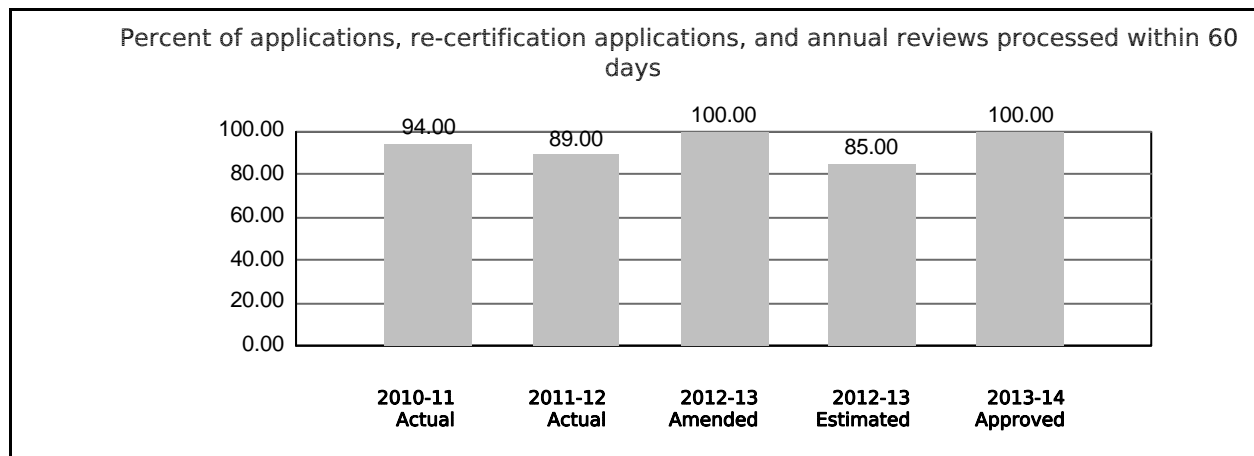 Percent of applications, re-certification applications, and annual reviews processed within 60
days
100.00
80.00
60.00
40.00
20.00
0.00
94.00
89.00
100.00
85.00
100.00
2010-11
Actual
2011-12
Actual
2012-13
Amended
2012-13
Estimated
2013-14
Approved